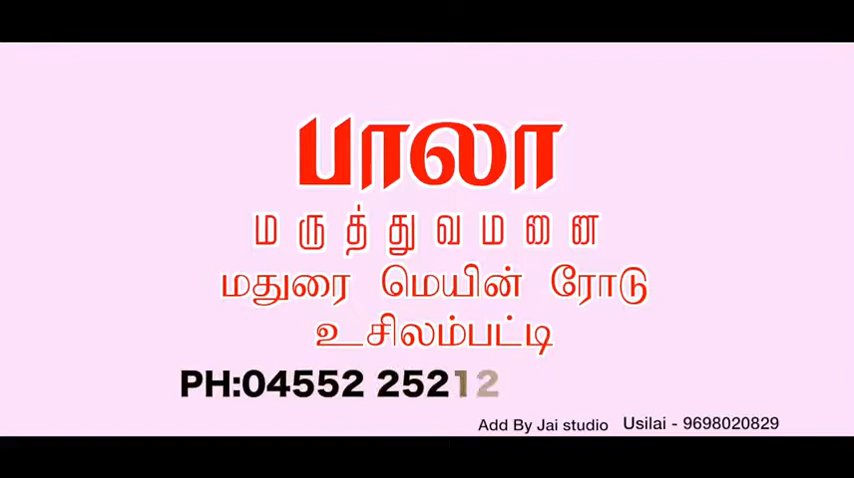 பாலா
மருத்துவமனை
மதுரை மெயின் ரோடு
உசிலம்பட்டி
PH:04552 25212
Add By Jai studio Usilai - 9698020829